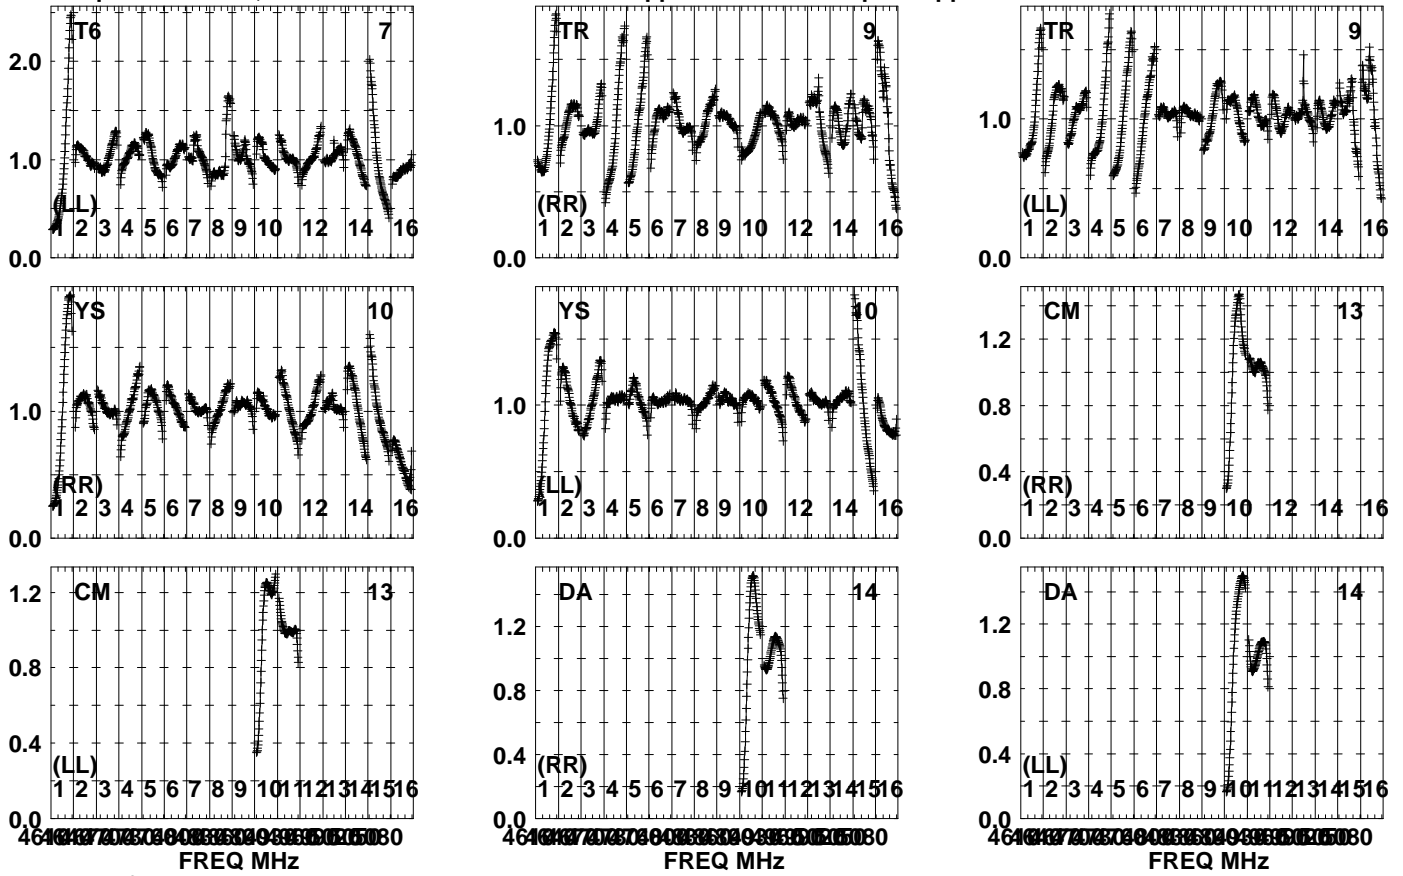 T6 7
2.0
1.0
0.0
(LL)
1 2 3 4 5 6 7 8 9 10 12 14 16
TR 9
1.0
0.0
(RR)
1 2 3 4 5 6 7 8 9 10 12 14 16
TR 9
1.0
0.0
(LL)
1 2 3 4 5 6 7 8 9 10 12 14 16
YS 10
1.0
0.0
(RR)
1 2 3 4 5 6 7 8 9 10 12 14 16
YS 10
1.0
0.0
(LL)
1 2 3 4 5 6 7 8 9 10 12 14 16
CM 13
1.2
0.8
0.4
0.0
(RR)
1 2 3 4 5 6 7 8 9 10 12 14 16
CM 13
1.2
0.8
0.4
0.0
(LL)
1 2 3 4 5 6 7 8 9 10 11 12 13 14 15 16
FREQ MHz
DA 14
1.2
0.8
0.4
0.0
(RR)
1 2 3 4 5 6 7 8 9 10 11 12 13 14 15 16
FREQ MHz
DA 14
1.2
0.8
0.4
0.0
(LL)
1 2 3 4 5 6 7 8 9 10 11 12 13 14 15 16
FREQ MHz